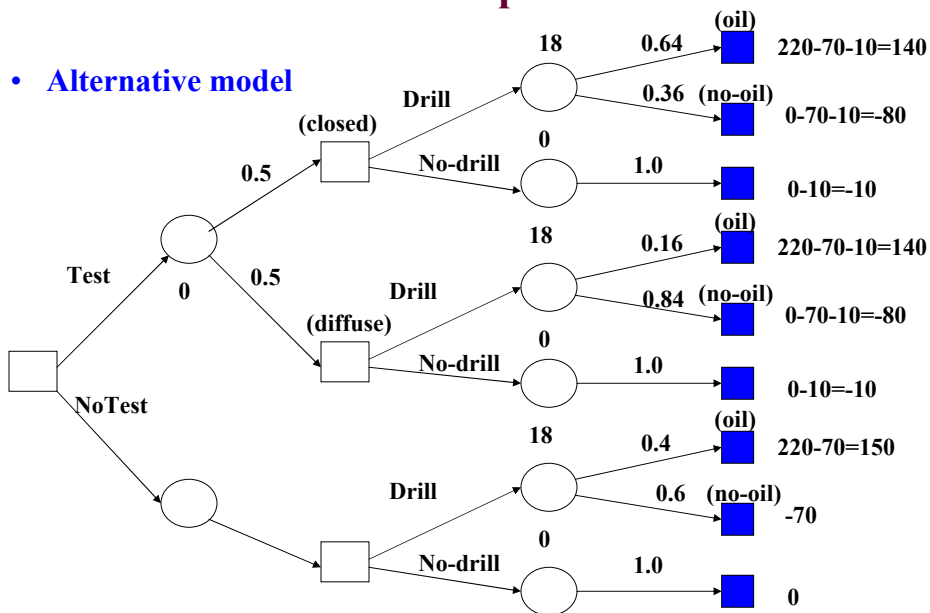 • Alternative model
18
0.64
(oil)
220-70-10=140
Drill
0.36
(no-oil)
0-70-10=-80
(closed)
0
No-drill
1.0
0-10=-10
0.5
(oil)
18
0.16
220-70-10=140
Test
0.5
Drill
0.84
(no-oil)
0-70-10=-80
0
(diffuse)
0
No-drill
1.0
0-10=-10
NoTest
(oil)
18
0.4
220-70=150
Drill
0.6
(no-oil)
-70
0
No-drill
1.0
0